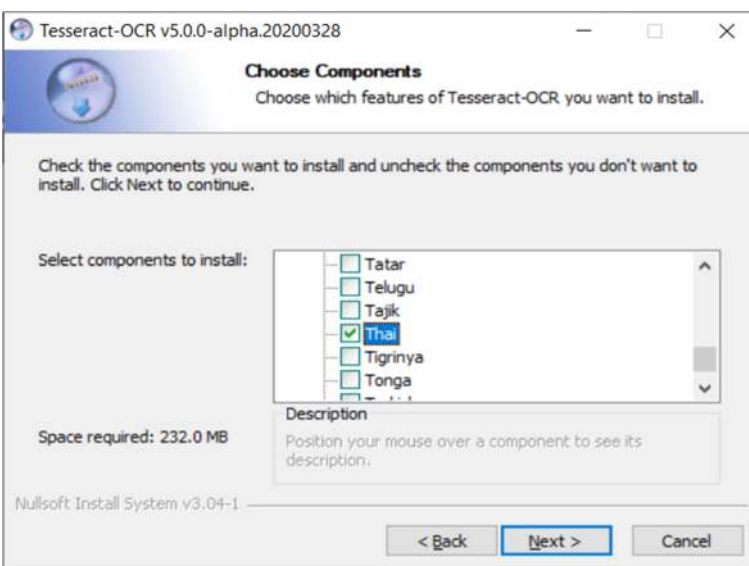 Tesseract-OCR v5.0.0-alpha.20200328
Choose Components
Choose which features of Tesseract-OCR you want to install.
Check the components you want to install and uncheck the components you don't want to
install. Click Next to continue.
Select components to install:
Tatar
Telugu
Tajik
Thai
Tigrinya
Tonga
Space required: 232.0 MB
Description
Position your mouse over a component to see its
description.
Nullsoft Install System v3.04-1
< Back
Next >
Cancel